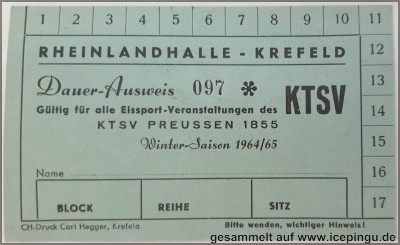 1 2 3 4 5 6 7 8 9 10 11
RHEINLANDHALLE - KREFELD
12
Dauer-Ausweis 097 *
13
Gültig für alle Eissport-Veranstaltungen des KTSV
14
KTSV PREUSSEN 1855
Winter-Saison 1964/65
15
Name
16
BLOCK REIHE SITZ
17
CH-Druck Carl Hegger, Krefeld Bitte wenden, wichtiger Hinweis!
gesammelt auf www.icepingu.de